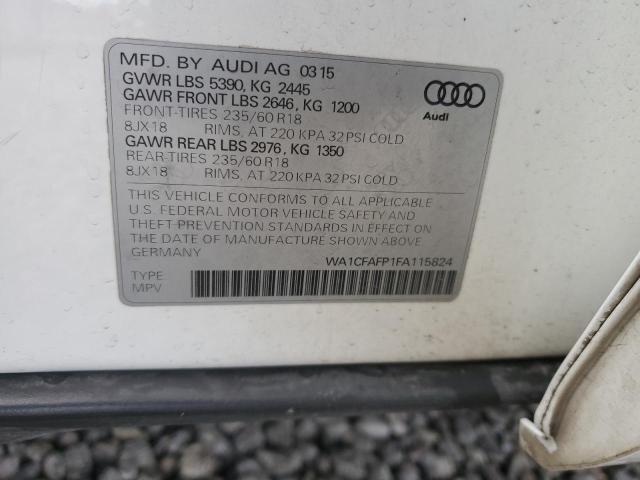 MFD. BY AUDI AG 03 15
GVWR LBS 5390, KG 2445
GAWR FRONT LBS 2646, KG 1200
FRONT-TIRES 235/60 R18
8JX18 RIMS, AT 220 KPA 32 PSI COLD
GAWR REAR LBS 2976, KG 1350
REAR-TIRES 235/60 R18
8JX18 RIMS, AT 220 KPA 32 PSI COLD
Audi
THIS VEHICLE CONFORMS TO ALL APPLICABLE
U.S. FEDERAL MOTOR VEHICLE SAFETY AND
THEFT PREVENTION STANDARDS IN EFFECT ON
THE DATE OF MANUFACTURE SHOWN ABOVE.
GERMANY
WA1CFAFP1FA115824
TYPE
MPV